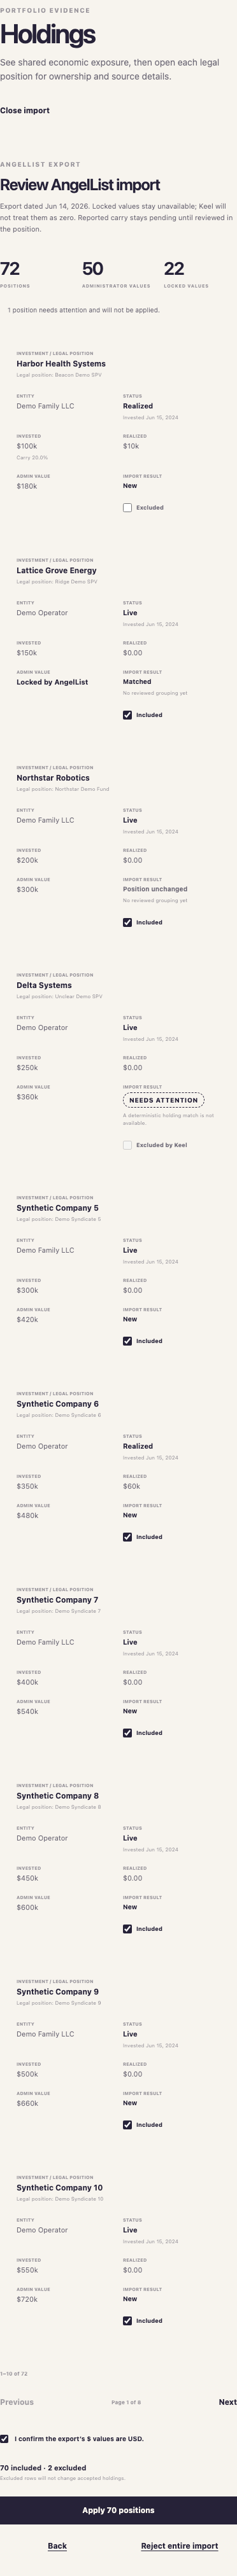 PORTFOLIO EVIDENCE
Holdings
See shared economic exposure, then open each legal
position for ownership and source details.
Close import
ANGELLIST EXPORT
Review AngelList import
Export dated Jun 14, 2026. Locked values stay unavailable; Keel will
not treat them as zero. Reported carry stays pending until reviewed in
the position.
72 50 22
POSITIONS ADMINISTRATOR VALUES LOCKED VALUES
1 position needs attention and will not be applied.
INVESTMENT / LEGAL POSITION
Harbor Health Systems
Legal position: Beacon Demo SPV
ENTITY STATUS
Demo Family LLC Realized
Invested Jun 15, 2024
INVESTED REALIZED
$100k $10k
Carry 20.0%
ADMIN VALUE IMPORT RESULT
$180k New
Excluded
INVESTMENT / LEGAL POSITION
Lattice Grove Energy
Legal position: Ridge Demo SPV
ENTITY STATUS
Demo Operator Live
Invested Jun 15, 2024
INVESTED REALIZED
$150k $0.00
ADMIN VALUE IMPORT RESULT
Locked by AngelList Matched
No reviewed grouping yet
Included
INVESTMENT / LEGAL POSITION
Northstar Robotics
Legal position: Northstar Demo Fund
ENTITY STATUS
Demo Family LLC Live
Invested Jun 15, 2024
INVESTED REALIZED
$200k $0.00
ADMIN VALUE IMPORT RESULT
$300k Position unchanged
No reviewed grouping yet
Included
INVESTMENT / LEGAL POSITION
Delta Systems
Legal position: Unclear Demo SPV
ENTITY STATUS
Demo Operator Live
Invested Jun 15, 2024
INVESTED REALIZED
$250k $0.00
ADMIN VALUE IMPORT RESULT
$360k NEEDS ATTENTION
A deterministic holding match is not
available.
Excluded by Keel
INVESTMENT / LEGAL POSITION
Synthetic Company 5
Legal position: Demo Syndicate 5
ENTITY STATUS
Demo Family LLC Live
Invested Jun 15, 2024
INVESTED REALIZED
$300k $0.00
ADMIN VALUE IMPORT RESULT
$420k New
Included
INVESTMENT / LEGAL POSITION
Synthetic Company 6
Legal position: Demo Syndicate 6
ENTITY STATUS
Demo Operator Realized
Invested Jun 15, 2024
INVESTED REALIZED
$350k $60k
ADMIN VALUE IMPORT RESULT
$480k New
Included
INVESTMENT / LEGAL POSITION
Synthetic Company 7
Legal position: Demo Syndicate 7
ENTITY STATUS
Demo Family LLC Live
Invested Jun 15, 2024
INVESTED REALIZED
$400k $0.00
ADMIN VALUE IMPORT RESULT
$540k New
Included
INVESTMENT / LEGAL POSITION
Synthetic Company 8
Legal position: Demo Syndicate 8
ENTITY STATUS
Demo Operator Live
Invested Jun 15, 2024
INVESTED REALIZED
$450k $0.00
ADMIN VALUE IMPORT RESULT
$600k New
Included
INVESTMENT / LEGAL POSITION
Synthetic Company 9
Legal position: Demo Syndicate 9
ENTITY STATUS
Demo Family LLC Live
Invested Jun 15, 2024
INVESTED REALIZED
$500k $0.00
ADMIN VALUE IMPORT RESULT
$660k New
Included
INVESTMENT / LEGAL POSITION
Synthetic Company 10
Legal position: Demo Syndicate 10
ENTITY STATUS
Demo Operator Live
Invested Jun 15, 2024
INVESTED REALIZED
$550k $0.00
ADMIN VALUE IMPORT RESULT
$720k New
Included
1–10 of 72
Previous Page 1 of 8 Next
I confirm the export's $ values are USD.
70 included · 2 excluded
Excluded rows will not change accepted holdings.
Apply 70 positions
Back Reject entire import